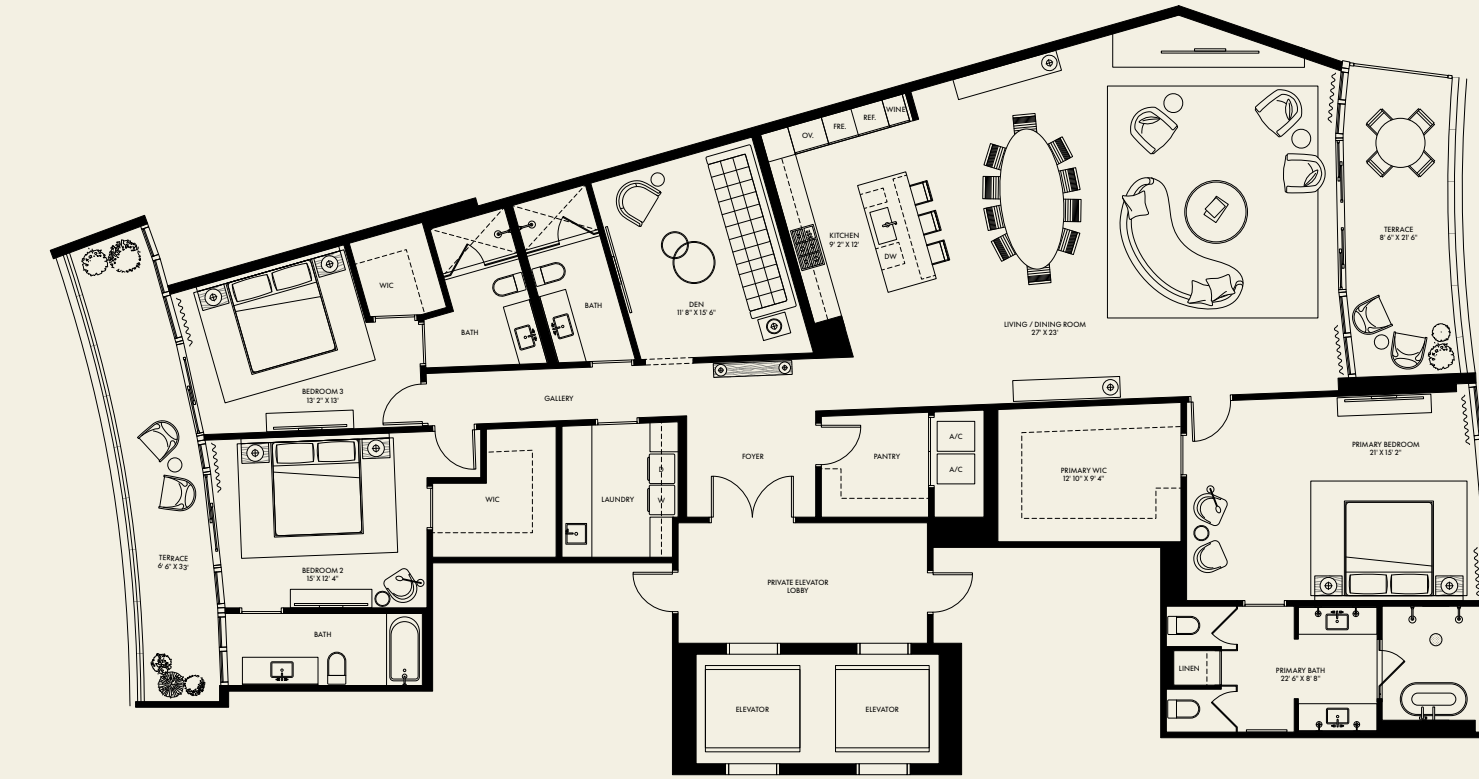 WINE
REF.
FRE.
OV.
KITCHEN
9' 2" X 12'
DW
TERRACE
8' 6" X 21' 6"
WIC
BATH
BATH
DEN
11' 8" X 15' 6"
LIVING / DINING ROOM
27' X 23'
BEDROOM 3
13' 2" X 13'
GALLERY
A/C
A/C
FOYER
PANTRY
PRIMARY WIC
12' 10" X 9' 4"
PRIMARY BEDROOM
21' X 15' 2"
D
W
WIC
LAUNDRY
TERRACE
6' 6" X 33'
BEDROOM 2
15' X 12' 4"
PRIVATE ELEVATOR
LOBBY
BATH
LINEN
PRIMARY BATH
22' 6" X 8' 8"
ELEVATOR
ELEVATOR